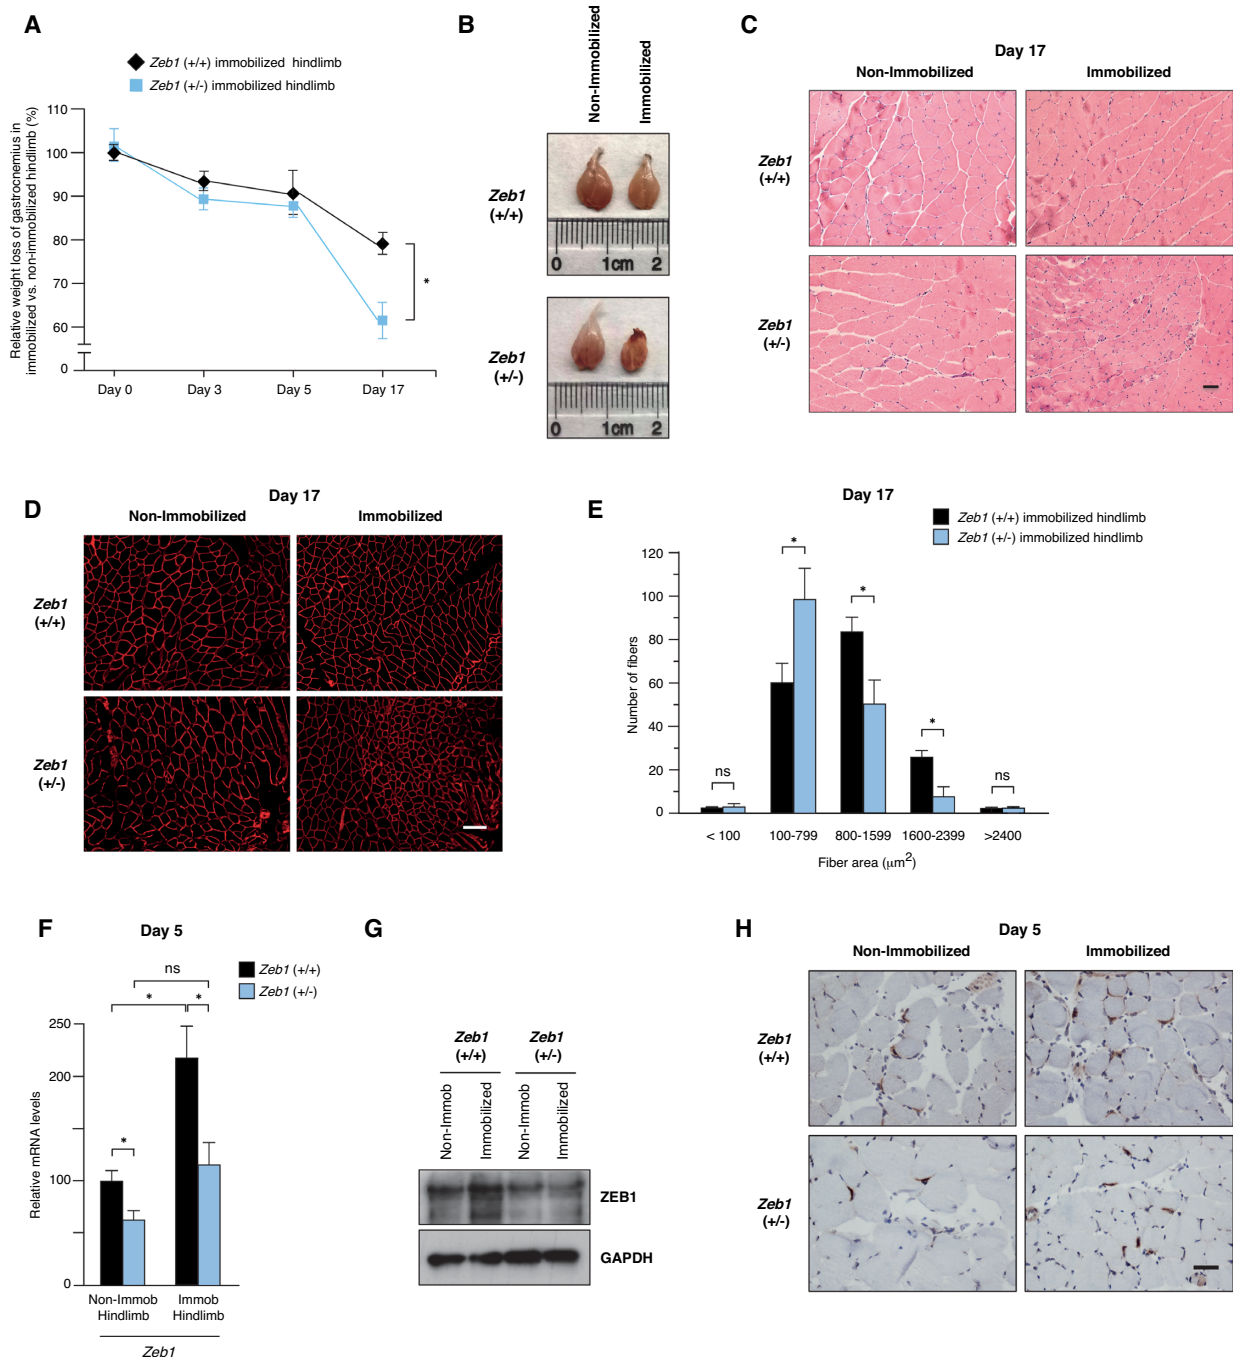 A
Zeb1 (+/+) immobilized hindlimb
Zeb1 (+/-) immobilized hindlimb
Relative weight loss of gastrocnemius in
immobilized vs. non-immobilized hindlimb (%)
110
100
90
80
70
60
0
*
Day 0
Day 3
Day 5
Day 17
B
Non-Immobilized
Immobilized
Zeb1
(+/+)
0
1cm
2
Zeb1
(+/-)
0
1cm
2
C
Day 17
Non-Immobilized
Immobilized
Zeb1
(+/+)
Zeb1
(+/-)
D
Day 17
Non-Immobilized
Immobilized
Zeb1
(+/+)
Zeb1
(+/-)
E
Day 17
Zeb1 (+/+) immobilized hindlimb
Zeb1 (+/-) immobilized hindlimb
Number of fibers
120
100
80
60
40
20
0
ns
*
*
*
ns
< 100
100-799
800-1599
1600-2399
>2400
Fiber area (μm2)
F
Day 5
Zeb1 (+/+)
Zeb1 (+/-)
ns
*
*
*
Relative mRNA levels
250
200
100
0
Non-Immob
Hindlimb
Immob
Hindlimb
Zeb1
G
Zeb1
(+/+)
Zeb1
(+/-)
Non-Immob
Immobilized
Non-Immob
Immobilized
ZEB1
GAPDH
H
Day 5
Non-Immobilized
Immobilized
Zeb1
(+/+)
Zeb1
(+/-)